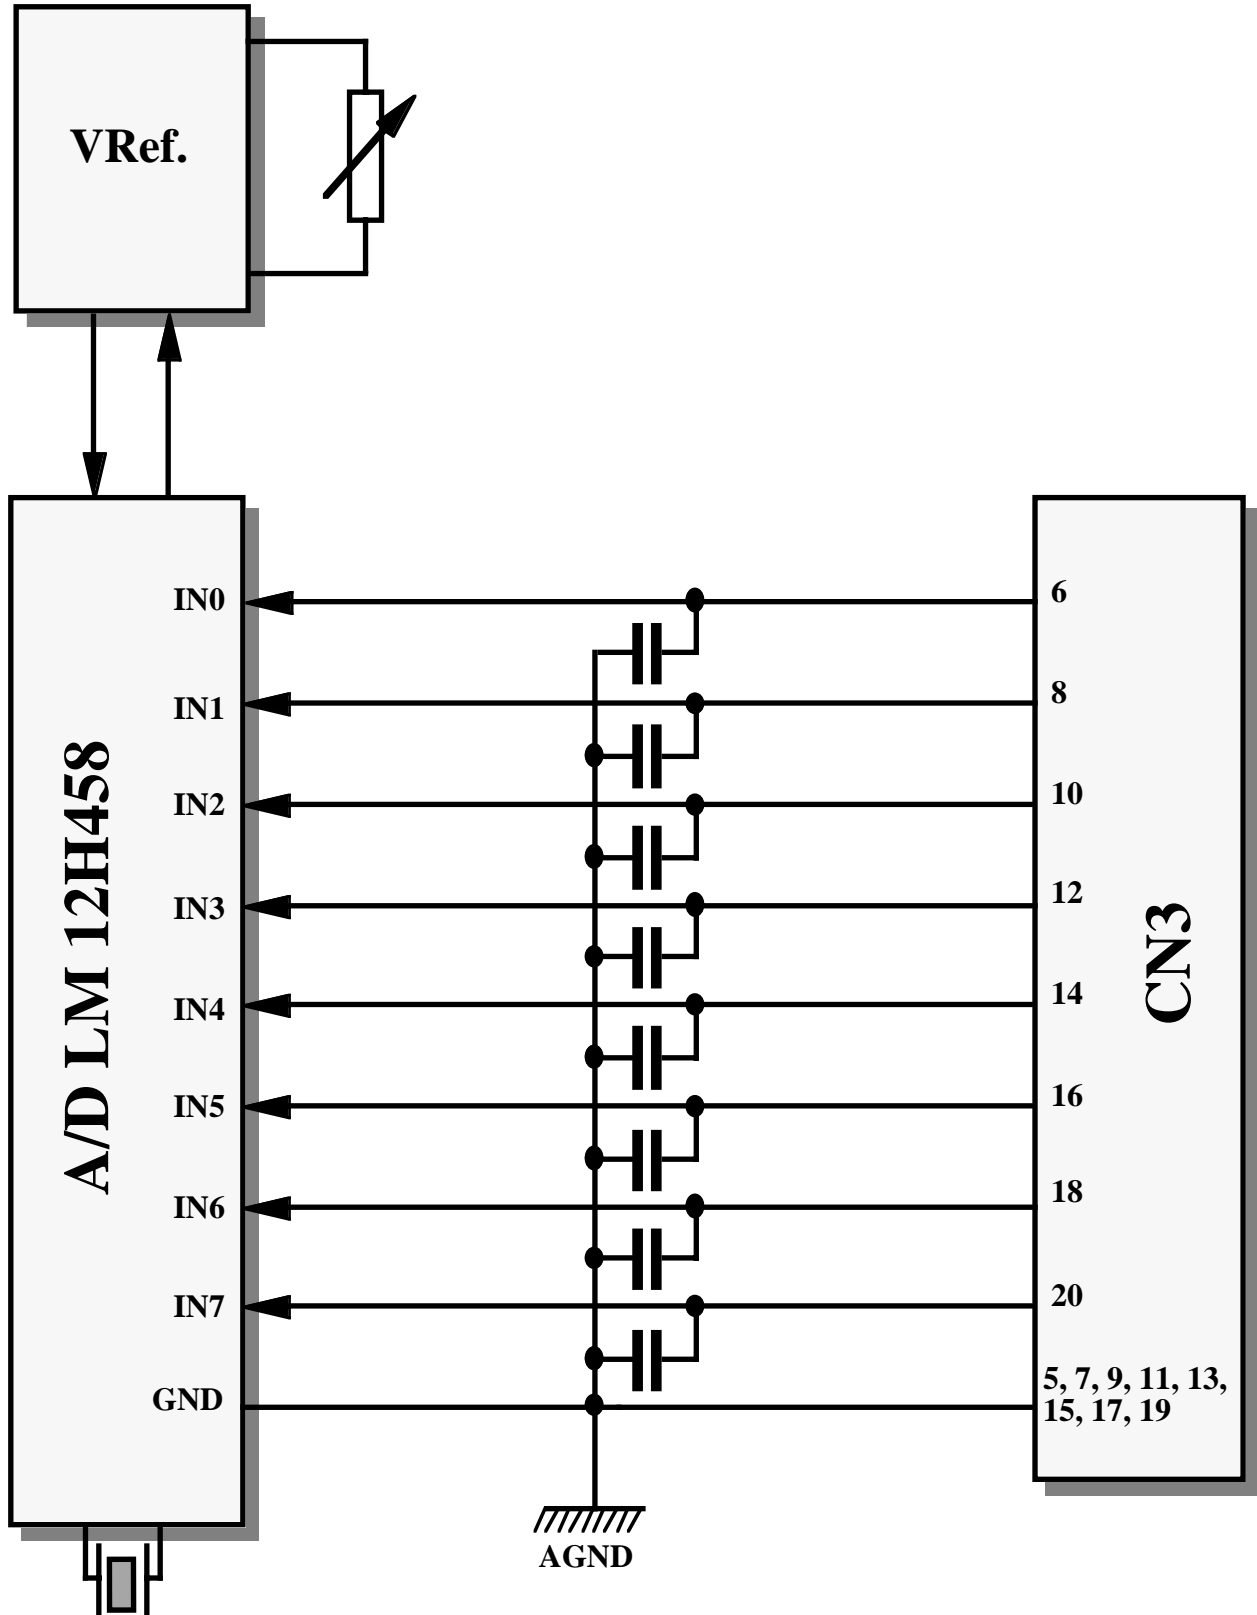 VRef.
A/D LM 12H458
IN0
IN1
IN2
IN3
IN4
IN5
IN6
IN7
GND
6
8
10
12
14
16
18
20
5, 7, 9, 11, 13,
15, 17, 19
CN3
AGND